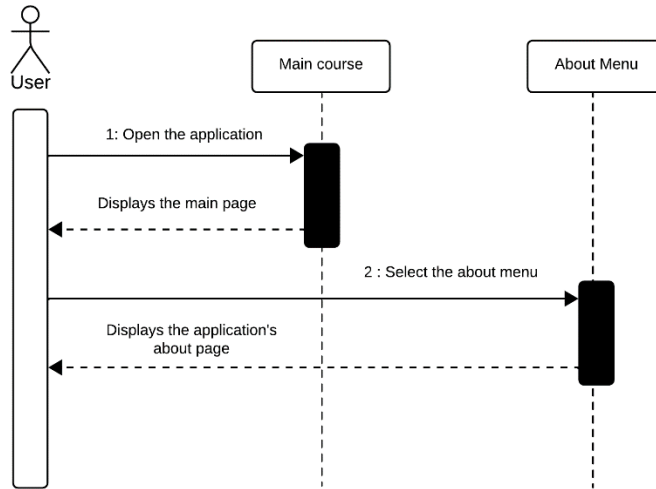 User
Main course
About Menu
1: Open the application
Displays the main page
2 : Select the about menu
Displays the application's
about page